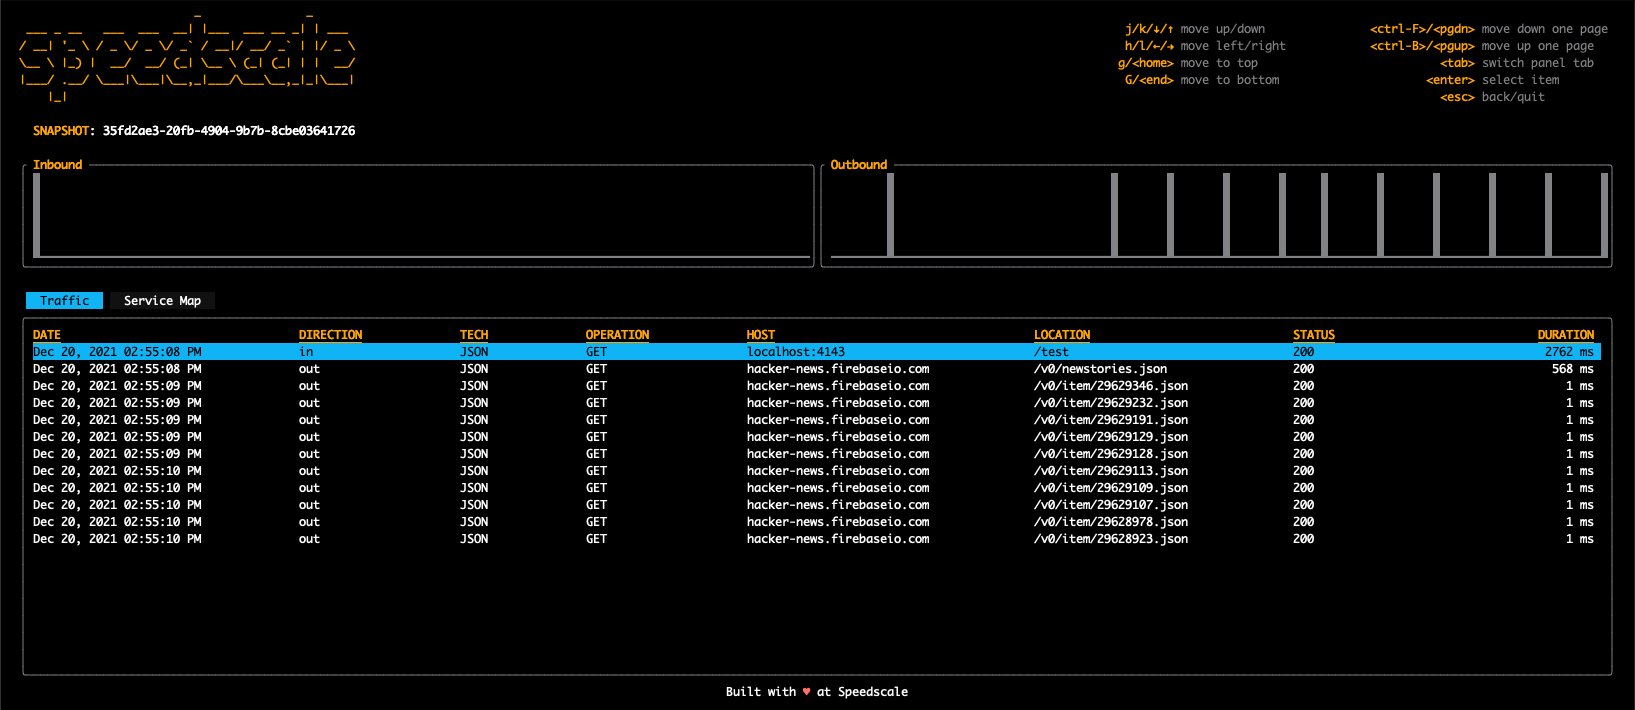 speedscale
j/k/↓/↑ move up/down <ctrl-F>/<pgdn> move down one page
h/l/←/→ move left/right <ctrl-B>/<pgup> move up one page
g/<home> move to top <tab> switch panel tab
G/<end> move to bottom <enter> select item
<esc> back/quit
SNAPSHOT: 35fd2ae3-20fb-4904-9b7b-8cbe03641726
Inbound Outbound
Traffic Service Map
DATE DIRECTION TECH OPERATION HOST LOCATION STATUS DURATION
Dec 20, 2021 02:55:08 PM in JSON GET localhost:4143 /test 200 2762 ms
Dec 20, 2021 02:55:08 PM out JSON GET hacker-news.firebaseio.com /v0/newstories.json 200 568 ms
Dec 20, 2021 02:55:09 PM out JSON GET hacker-news.firebaseio.com /v0/item/29629346.json 200 1 ms
Dec 20, 2021 02:55:09 PM out JSON GET hacker-news.firebaseio.com /v0/item/29629232.json 200 1 ms
Dec 20, 2021 02:55:09 PM out JSON GET hacker-news.firebaseio.com /v0/item/29629191.json 200 1 ms
Dec 20, 2021 02:55:09 PM out JSON GET hacker-news.firebaseio.com /v0/item/29629129.json 200 1 ms
Dec 20, 2021 02:55:09 PM out JSON GET hacker-news.firebaseio.com /v0/item/29629128.json 200 1 ms
Dec 20, 2021 02:55:10 PM out JSON GET hacker-news.firebaseio.com /v0/item/29629113.json 200 1 ms
Dec 20, 2021 02:55:10 PM out JSON GET hacker-news.firebaseio.com /v0/item/29629109.json 200 1 ms
Dec 20, 2021 02:55:10 PM out JSON GET hacker-news.firebaseio.com /v0/item/29629107.json 200 1 ms
Dec 20, 2021 02:55:10 PM out JSON GET hacker-news.firebaseio.com /v0/item/29628978.json 200 1 ms
Dec 20, 2021 02:55:10 PM out JSON GET hacker-news.firebaseio.com /v0/item/29628923.json 200 1 ms
Built with ♥ at Speedscale